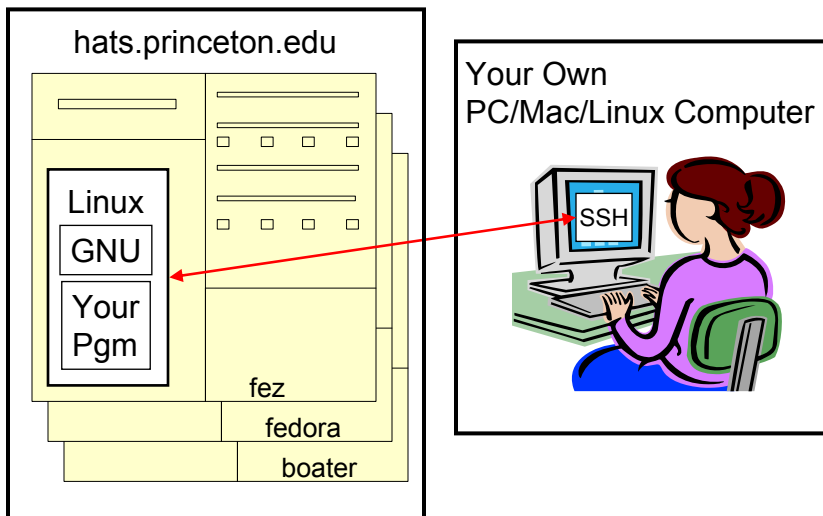 hats.princeton.edu
Linux
GNU
Your
Pgm
fez
fedora
boater
Your Own
PC/Mac/Linux Computer
SSH